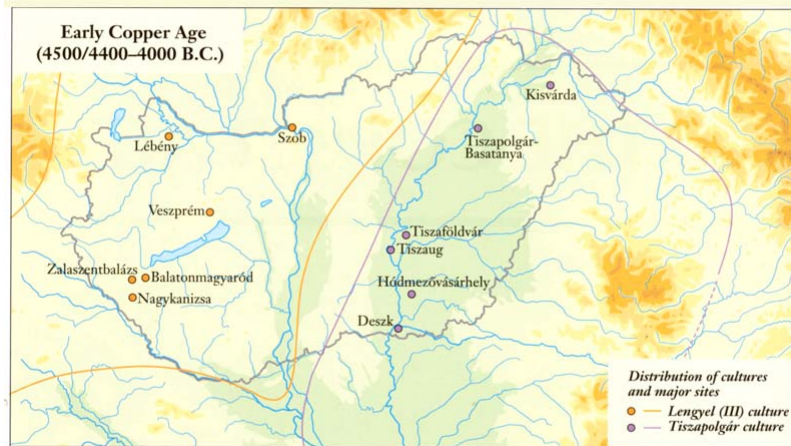 Early Copper Age
(4500/4400–4000 B.C.)
Kisvárda
Lébény
Szob
Tiszapolgár-
Basatanya
Veszprém
Tiszaföldvár
Tiszaug
Zalaszentbalázs
Balatonmagyaród
Nagykanizsa
Hódmezővásárhely
Deszk
Distribution of cultures
and major sites
Lengyel (III) culture
Tiszapolgár culture